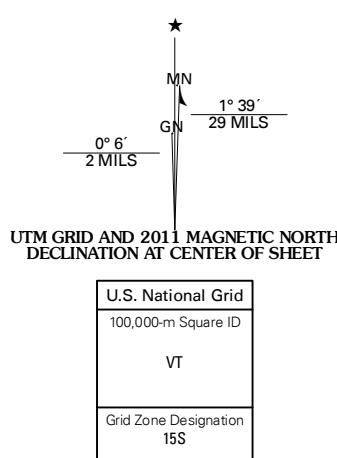 ★
MN
1° 39´
29 MILS
GN
0° 6´
2 MILS
UTM GRID AND 2011 MAGNETIC NORTH
DECLINATION AT CENTER OF SHEET
U.S. National Grid
100,000-m Square ID
VT
Grid Zone Designation
15S